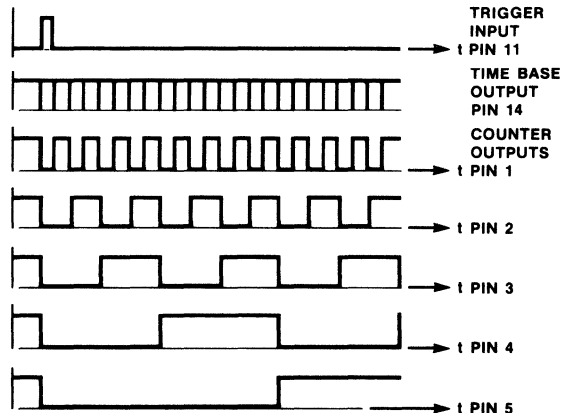 TRIGGER
INPUT
t PIN 11
TIME BASE
OUTPUT
PIN 14
COUNTER
OUTPUTS
t PIN 1
t PIN 2
t PIN 3
t PIN 4
t PIN 5